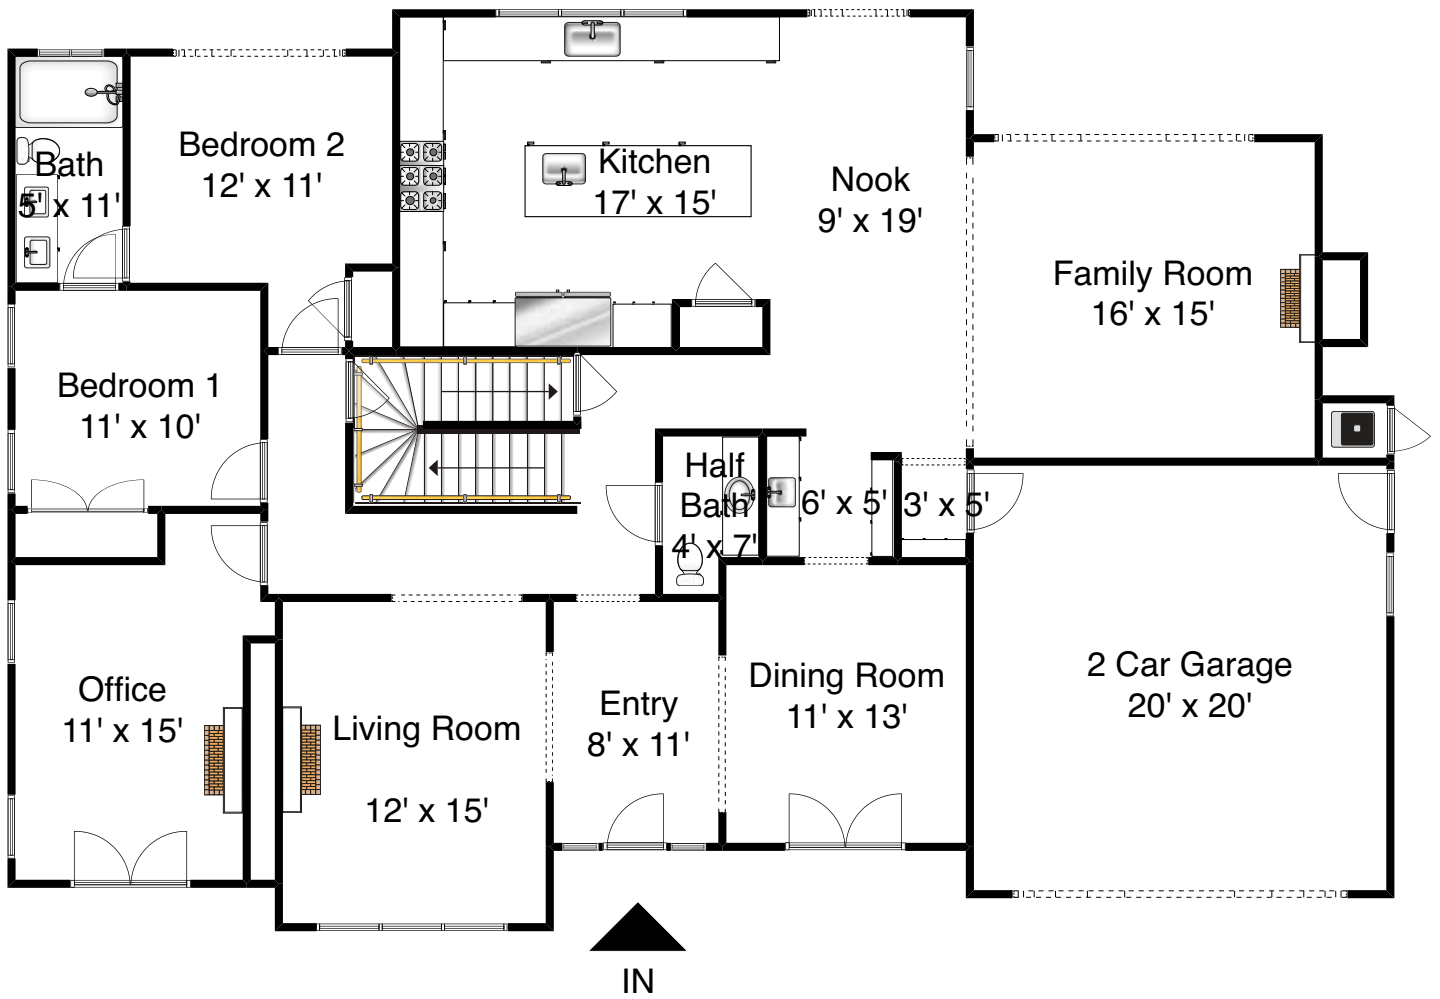 Bedroom 2
12' x 11'
Bath
5' x 11'
Kitchen
17' x 15'
Nook
9' x 19'
Family Room
16' x 15'
Bedroom 1
11' x 10'
Half
Bath
4' x 7'
6' x 5'
3' x 5'
Office
11' x 15'
Living Room
12' x 15'
Entry
8' x 11'
Dining Room
11' x 13'
2 Car Garage
20' x 20'
IN